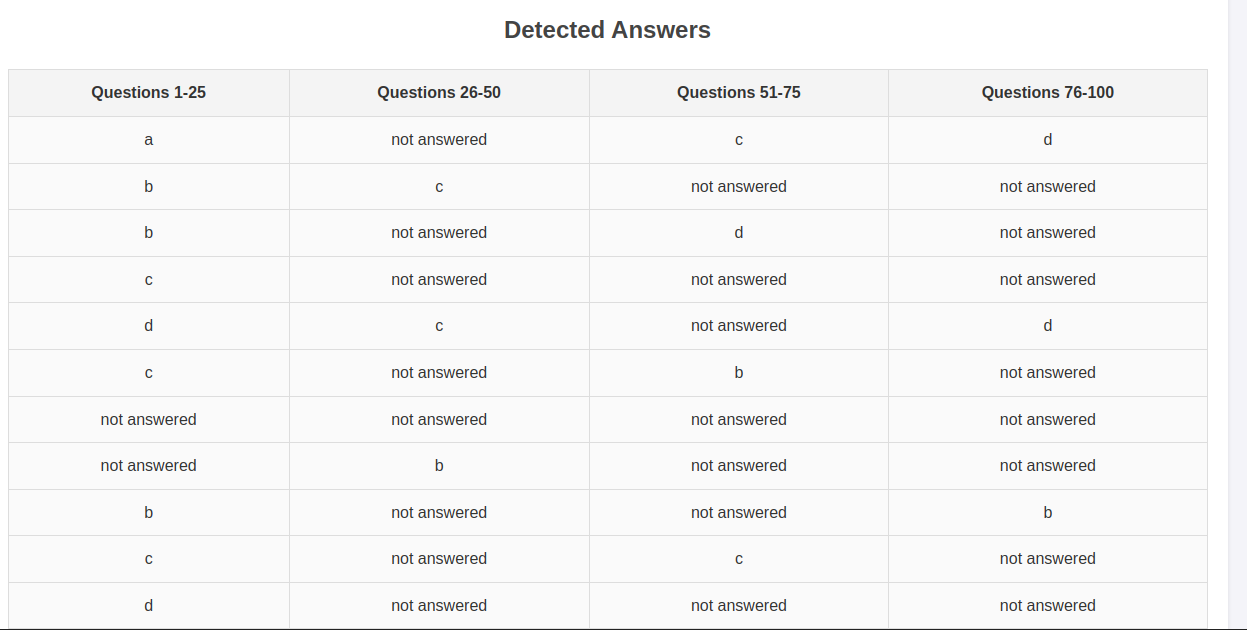 Detected Answers
Questions 1-25 Questions 26-50 Questions 51-75 Questions 76-100
a not answered c d
b c not answered not answered
b not answered d not answered
c not answered not answered not answered
d c not answered d
c not answered b not answered
not answered not answered not answered not answered
not answered b not answered not answered
b not answered not answered b
c not answered c not answered
d not answered not answered not answered